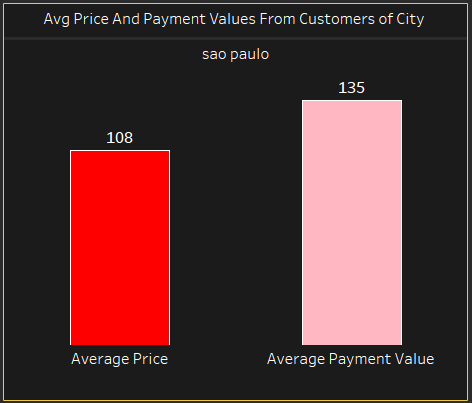 Avg Price And Payment Values From Customers of City
sao paulo
135
108
Average Price
Average Payment Value